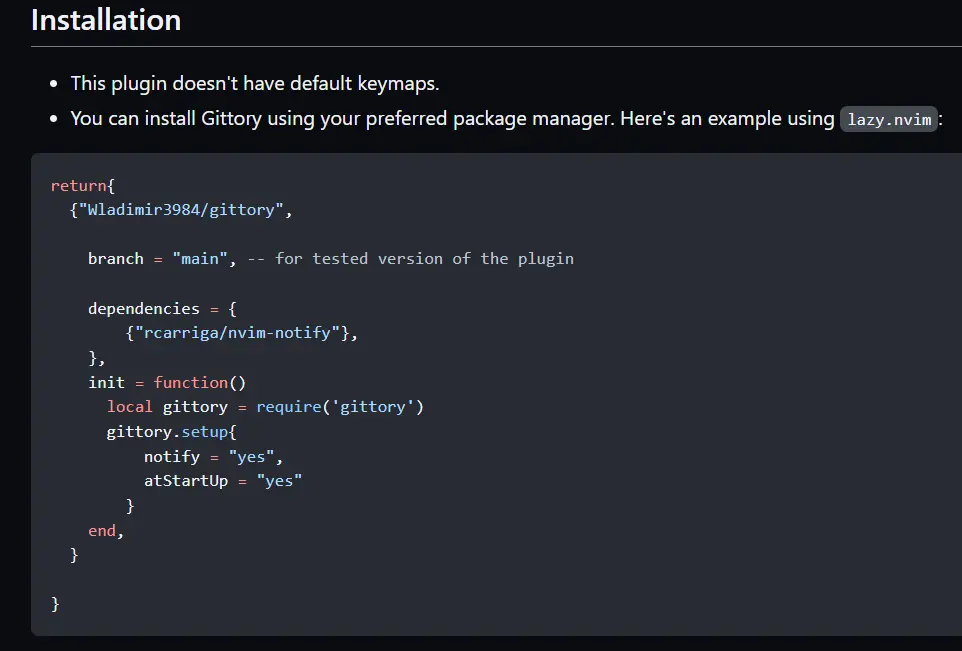 Installation
This plugin doesn't have default keymaps.
You can install Gittory using your preferred package manager. Here's an example using lazy.nvim:
return{
  {"Wladimir3984/gittory",

    branch = "main", -- for tested version of the plugin

    dependencies = {
        {"rcarriga/nvim-notify"},
    },
    init = function()
      local gittory = require('gittory')
      gittory.setup{
          notify = "yes",
          atStartUp = "yes"
        }
    end,
  }

}